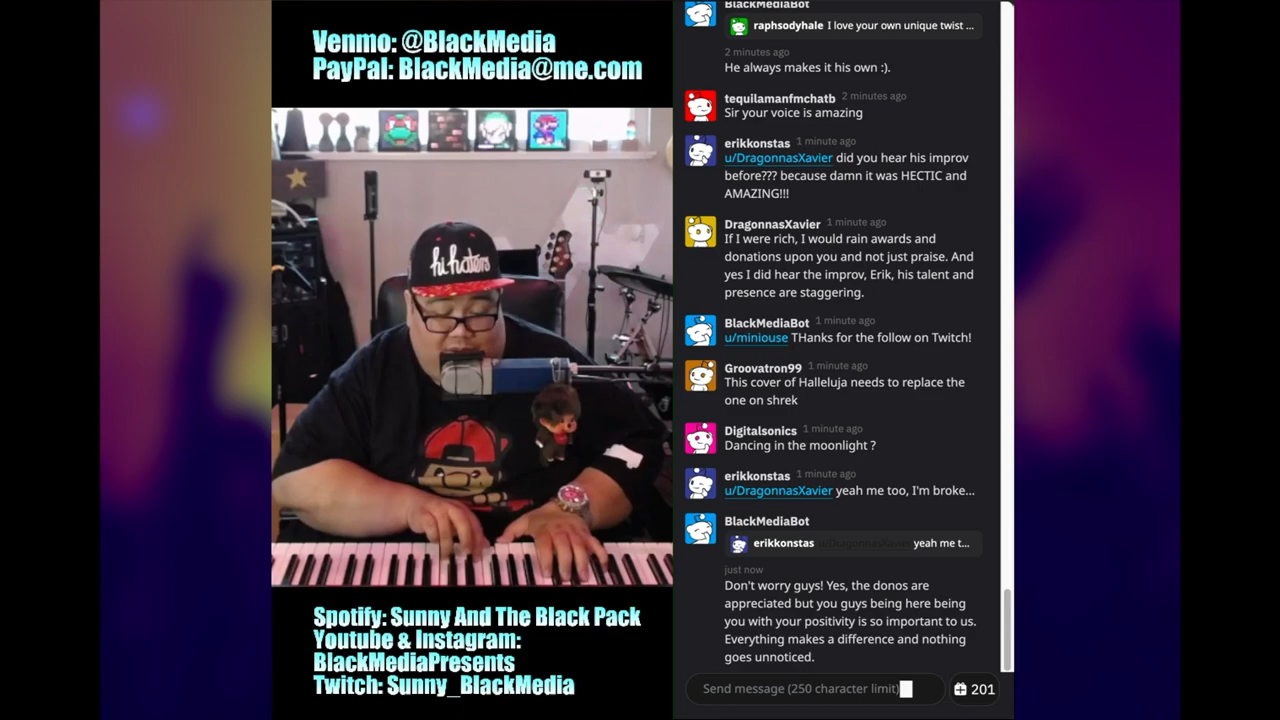 Venmo: @BlackMedia
PayPal: BlackMedia@me.com
hi haters
Spotify: Sunny And The Black Pack
Youtube & Instagram:
BlackMediaPresents
Twitch: Sunny_BlackMedia
BlackMediaBot
raphsodyhale I love your own unique twist ...
2 minutes ago
He always makes it his own :).
tequilamanfmchatb 2 minutes ago
Sir your voice is amazing
erikkonstas 1 minute ago
u/DragonnasXavier did you hear his improv
before??? because damn it was HECTIC and
AMAZING!!!
DragonnasXavier 1 minute ago
If I were rich, I would rain awards and
donations upon you and not just praise. And
yes I did hear the improv, Erik, his talent and
presence are staggering.
BlackMediaBot 1 minute ago
u/miniouse THanks for the follow on Twitch!
Groovatron99 1 minute ago
This cover of Halleluja needs to replace the
one on shrek
Digitalsonics 1 minute ago
Dancing in the moonlight ?
erikkonstas 1 minute ago
u/DragonnasXavier yeah me too, I'm broke...
BlackMediaBot
erikkonstas u/DragonnasXavier yeah me t...
just now
Don't worry guys! Yes, the donos are
appreciated but you guys being here being
you with your positivity is so important to us.
Everything makes a difference and nothing
goes unnoticed.
Send message (250 character limit)
201